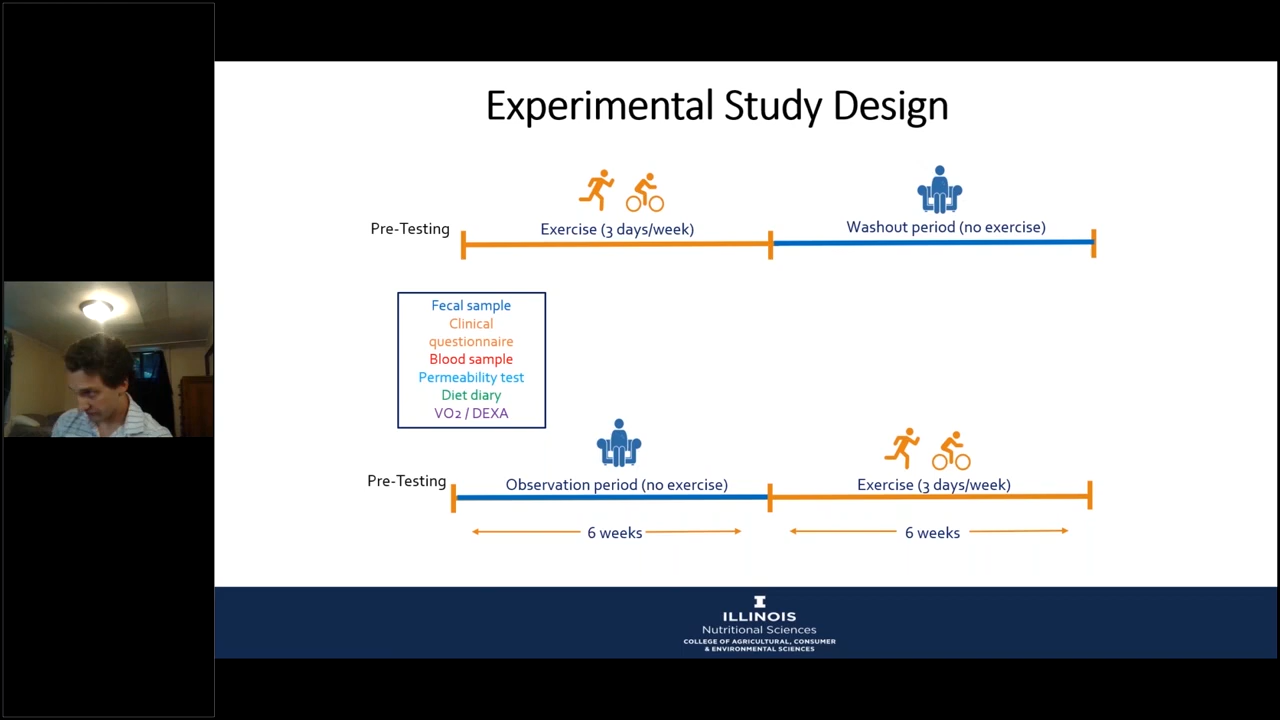 Experimental Study Design
Pre-Testing
Exercise (3 days/week)
Washout period (no exercise)
Fecal sample
Clinical
questionnaire
Blood sample
Permeability test
Diet diary
VO2 / DEXA
Pre-Testing
Observation period (no exercise)
Exercise (3 days/week)
6 weeks
6 weeks
I
ILLINOIS
Nutritional Sciences
COLLEGE OF AGRICULTURAL, CONSUMER
& ENVIRONMENTAL SCIENCES